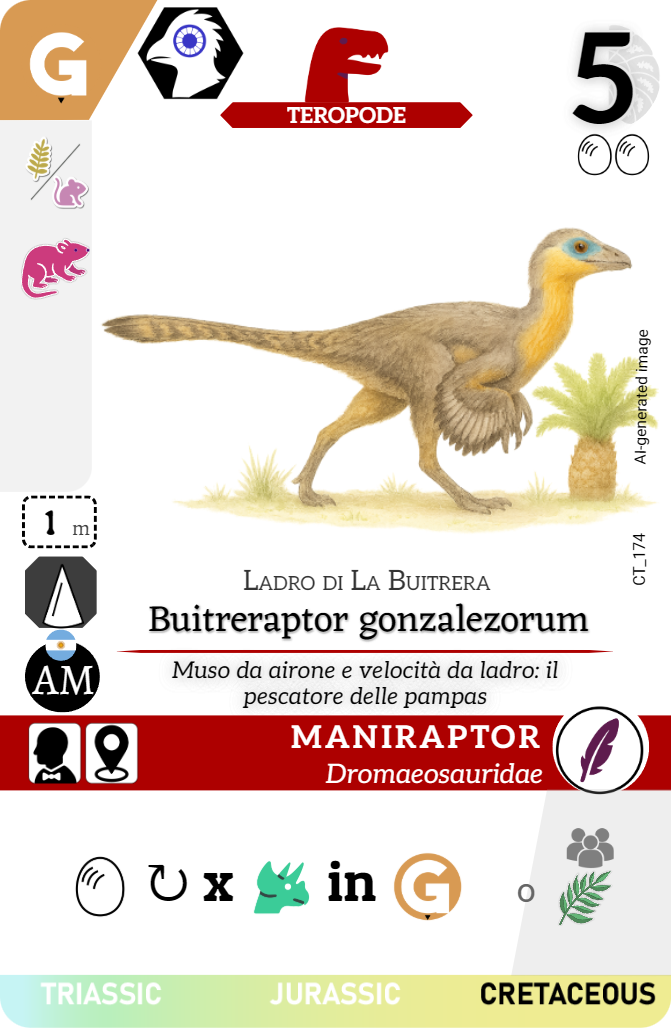 G
TEROPODE
5
AI-generated image
1 m
CT_174
Ladro di La Buitrera
Buitreraptor gonzalezorum
AM
Muso da airone e velocità da ladro: il
pescatore delle pampas
MANIRAPTOR
Dromaeosauridae
x in G o
TRIASSIC JURASSIC CRETACEOUS